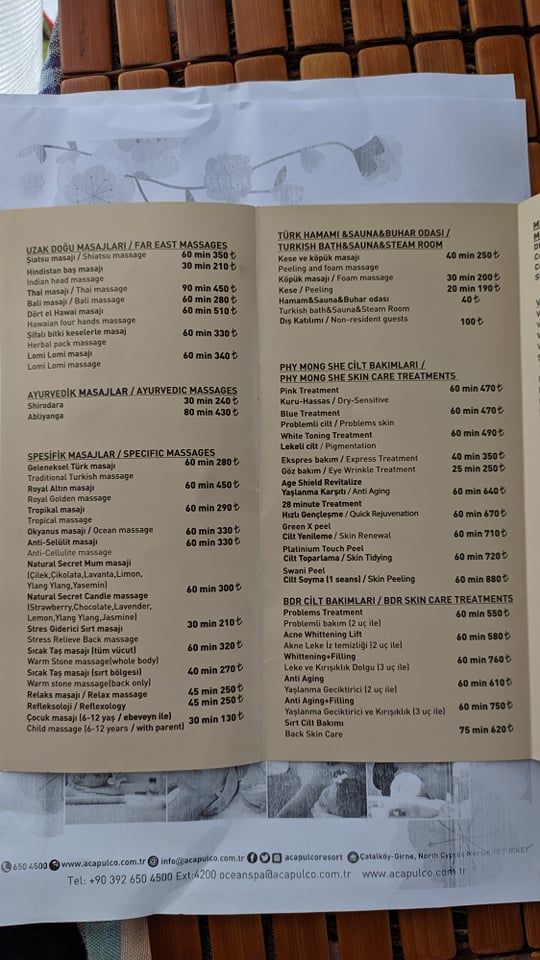 UZAK DOĞU MASAJLARI / FAR EAST MASSAGES
Şiatsu masajı / Shiatsu massage 60 min 350 ₺
Hindistan baş masajı 30 min 210 ₺
Indian head massage
Thai masajı / Thai massage 90 min 450 ₺
Bali masajı / Bali massage 60 min 280 ₺
Dört el Hawai masajı 60 min 510 ₺
Hawaiian four hands massage
Şifalı bitki keselerle masaj 60 min 330 ₺
Herbal pack massage
Lomi Lomi masajı 60 min 340 ₺
Lomi Lomi massage
AYURVEDİK MASAJLAR / AYURVEDIC MASSAGES
Shirodara 30 min 240 ₺
Abliyanga 80 min 430 ₺
SPESİFİK MASAJLAR / SPECIFIC MASSAGES
Geleneksel Türk masajı 60 min 280 ₺
Traditional Turkish massage
Royal Altın masajı 60 min 450 ₺
Royal Golden massage
Tropikal masajı 60 min 290 ₺
Tropical massage
Okyanus masajı / Ocean massage 60 min 330 ₺
Anti-Selülit masajı 60 min 330 ₺
Anti-Cellulite massage
Natural Secret Mum masajı
(Çilek,Çikolata,Lavanta,Limon,
Ylang Ylang,Yasemin) 60 min 300 ₺
Natural Secret Candle massage
(Strawberry,Chocolate,Lavender,
Lemon,Ylang Ylang,Jasmine)
Stres Giderici Sırt masajı 30 min 210 ₺
Stress Relieve Back massage
Sıcak Taş masajı (tüm vücut) 60 min 320 ₺
Warm Stone massage(whole body)
Sıcak Taş masajı (sırt bölgesi) 40 min 270 ₺
Warm stone massage(back only)
Relaks masajı / Relax massage 45 min 250 ₺
Refleksoloji / Reflexology 45 min 250 ₺
Çocuk masajı (6-12 yaş / ebeveyn ile) 30 min 130 ₺
Child massage (6-12 years / with parent)
TÜRK HAMAMI &SAUNA&BUHAR ODASI /
TURKISH BATH&SAUNA&STEAM ROOM
Kese ve köpük masajı 40 min 250 ₺
Peeling and foam massage
Köpük masajı / Foam massage 30 min 200 ₺
Kese / Peeling 20 min 190 ₺
Hamam&Sauna&Buhar odası 40 ₺
Turkish bath&Sauna&Steam Room
Dış Katılımı / Non-resident guests 100 ₺
PHY MONG SHE CİLT BAKIMLARI /
PHY MONG SHE SKIN CARE TREATMENTS
Pink Treatment 60 min 470 ₺
Kuru-Hassas / Dry-Sensitive
Blue Treatment 60 min 470 ₺
Problemli cilt / Problems skin
White Toning Treatment 60 min 490 ₺
Lekeli cilt / Pigmentation
Ekspres bakım / Express Treatment 40 min 350 ₺
Göz bakım / Eye Wrinkle Treatment 25 min 250 ₺
Age Shield Revitalize
Yaşlanma Karşıtı / Anti Aging 60 min 640 ₺
28 minute Treatment
Hızlı Gençleşme / Quick Rejuvenation 60 min 670 ₺
Green X peel
Cilt Yenileme / Skin Renewal 60 min 710 ₺
Platinium Touch Peel
Cilt Toparlama / Skin Tidying 60 min 720 ₺
Swani Peel
Cilt Soyma (1 seans) / Skin Peeling 60 min 880 ₺
BDR CİLT BAKIMLARI / BDR SKIN CARE TREATMENTS
Problems Treatment 60 min 550 ₺
Problemli bakım (2 uç ile)
Acne Whittening Lift 60 min 580 ₺
Akne Leke İz temizliği (2 uç ile)
Whittening+Filling 60 min 760 ₺
Leke ve Kırışıklık Dolgu (3 uç ile)
Anti Aging 60 min 610 ₺
Yaşlanma Geciktirici (2 uç ile)
Anti Aging+Filling 60 min 750 ₺
Yaşlanma Geciktirici ve Kırışıklık (3 uç ile)
Sırt Cilt Bakımı 75 min 620 ₺
Back Skin Care
650 4500 www.acapulco.com.tr info@acapulco.com.tr acapulcoresort Çatalköy-Girne, North Cyprus Mersin 10 TURKEY
Tel: +90 392 650 4500 Ext:4200 oceanspa@acapulco.com.tr www.acapulco.com.tr